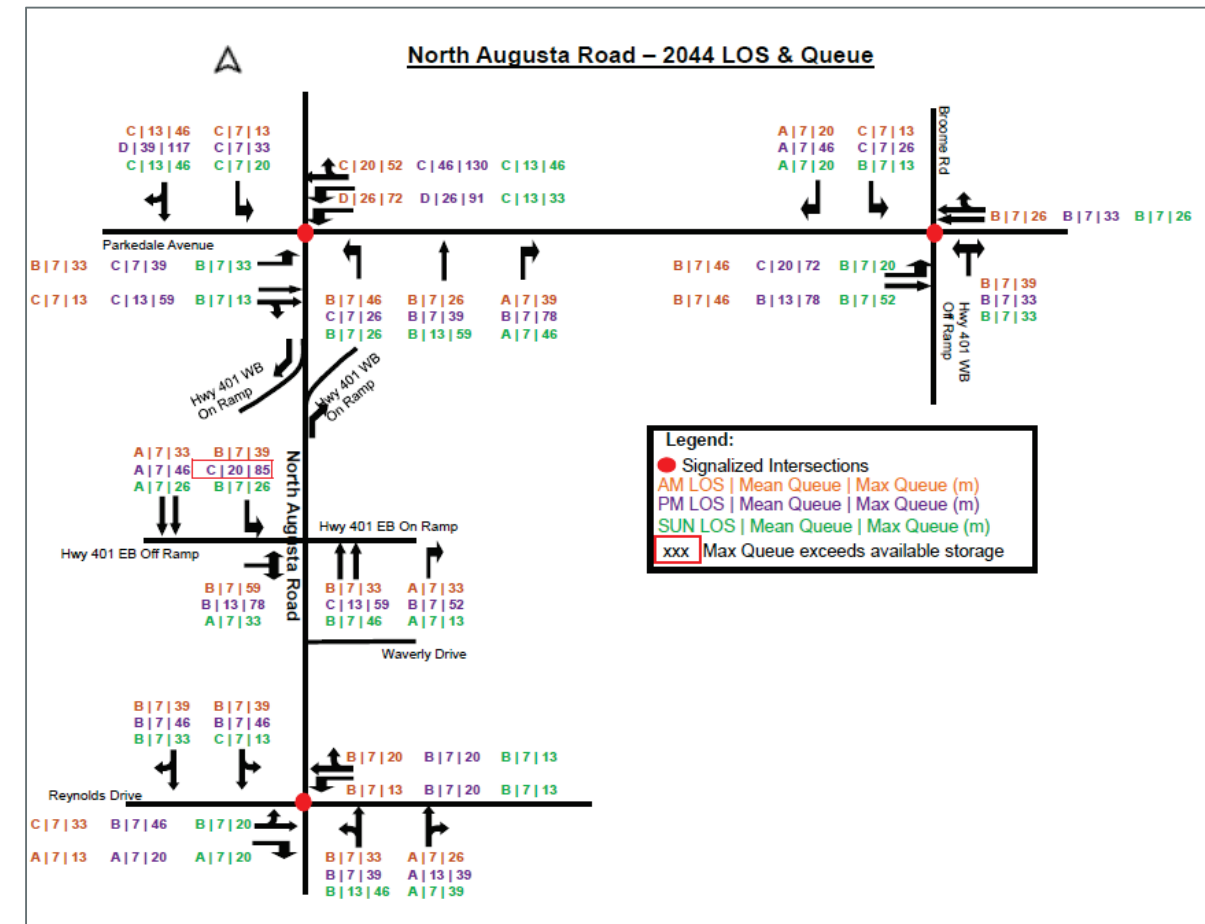 North Augusta Road – 2044 LOS & Queue
C | 13 | 46 C | 7 | 13
D | 39 | 117 C | 7 | 33
C | 13 | 46 C | 7 | 20
C | 20 | 52 C | 46 | 130 C | 13 | 46
D | 26 | 72 D | 26 | 91 C | 13 | 33
Parkedale Avenue
B | 7 | 33 C | 7 | 39 B | 7 | 33
C | 7 | 13 C | 13 | 59 B | 7 | 13
B | 7 | 46 B | 7 | 26 A | 7 | 39
C | 7 | 26 B | 7 | 39 B | 7 | 78
B | 7 | 26 B | 13 | 59 A | 7 | 46
A | 7 | 20 C | 7 | 13
A | 7 | 46 C | 7 | 26
A | 7 | 20 B | 7 | 13
Broome Rd
B | 7 | 26 B | 7 | 33 B | 7 | 26
B | 7 | 46 C | 20 | 72 B | 7 | 20
B | 7 | 46 B | 13 | 78 B | 7 | 52
B | 7 | 39
B | 7 | 33
B | 7 | 33
Hwy 401 WB
Off Ramp
Hwy 401 WB
On Ramp
Hwy 401 WB
On Ramp
A | 7 | 33 B | 7 | 39
A | 7 | 46 C | 20 | 85
A | 7 | 26 B | 7 | 26
North Augusta Road
Hwy 401 EB On Ramp
Hwy 401 EB Off Ramp
B | 7 | 59
B | 13 | 78
A | 7 | 33
B | 7 | 33 A | 7 | 33
C | 13 | 59 B | 7 | 52
B | 7 | 46 A | 7 | 13
Waverly Drive
Legend:
Signalized Intersections
AM LOS | Mean Queue | Max Queue (m)
PM LOS | Mean Queue | Max Queue (m)
SUN LOS | Mean Queue | Max Queue (m)
xxx Max Queue exceeds available storage
B | 7 | 39 B | 7 | 39
B | 7 | 46 B | 7 | 46
B | 7 | 33 C | 7 | 13
B | 7 | 20 B | 7 | 20 B | 7 | 13
B | 7 | 13 B | 7 | 20 B | 7 | 13
Reynolds Drive
C | 7 | 33 B | 7 | 46 B | 7 | 20
A | 7 | 13 A | 7 | 20 A | 7 | 20
B | 7 | 33 A | 7 | 26
B | 7 | 39 A | 13 | 39
B | 13 | 46 A | 7 | 39